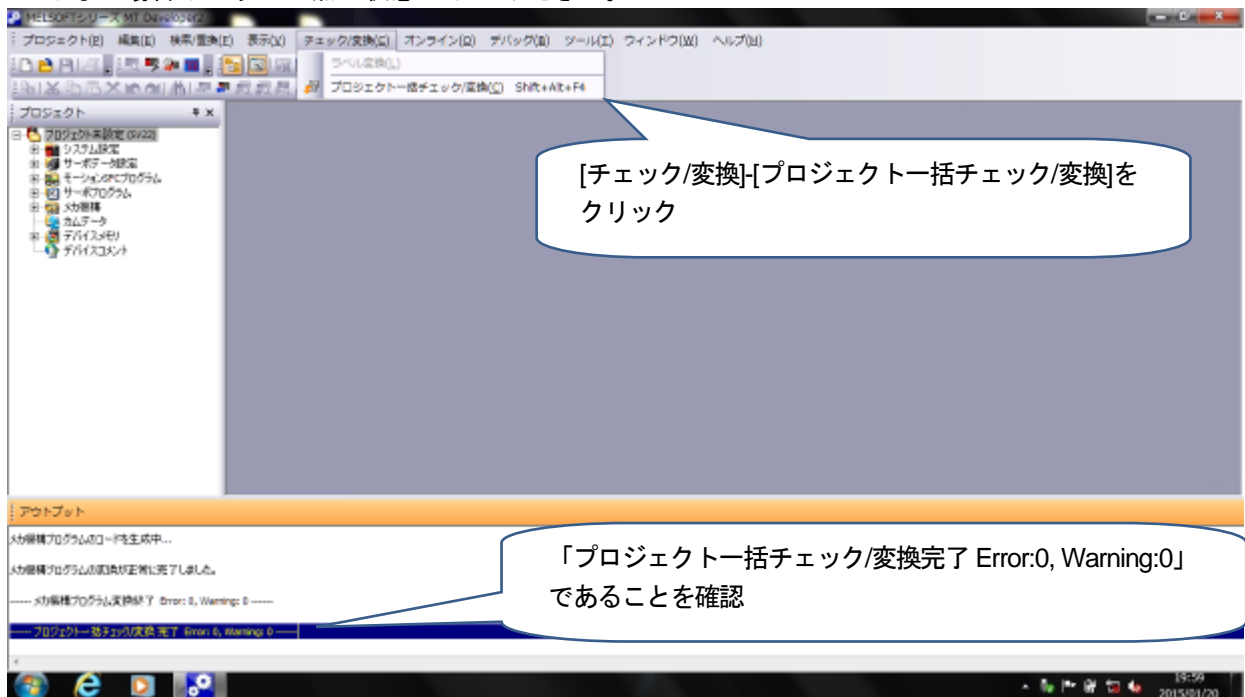 MELSOFTシリーズ MT Developer2
プロジェクト(P) 編集(E) 検索/置換(E) 表示(V) チェック/変換(C) オンライン(O) デバッグ(B) ツール(T) ウィンドウ(W) ヘルプ(H)
ラベル変換(L)
プロジェクト一括チェック/変換(C) Shift+Alt+F4
プロジェクト
プロジェクト未設定 (SV22)
システム設定
サーボデータ設定
モーションSFCプログラム
サーボプログラム
メカ機構
カムデータ
デバイスメモリ
デバイスコメント
[チェック/変換]-[プロジェクト一括チェック/変換]を
クリック
アウトプット
メカ機構プログラムのコードを生成中...
メカ機構プログラムの変換が正常に完了しました。
------ メカ機構プログラム変換終了 Error: 0, Warning: 0 ------
------ プロジェクト一括チェック/変換 完了 Error: 0, Warning: 0 ------
「プロジェクト一括チェック/変換完了 Error:0, Warning:0」
であることを確認
19:59
2015/01/20